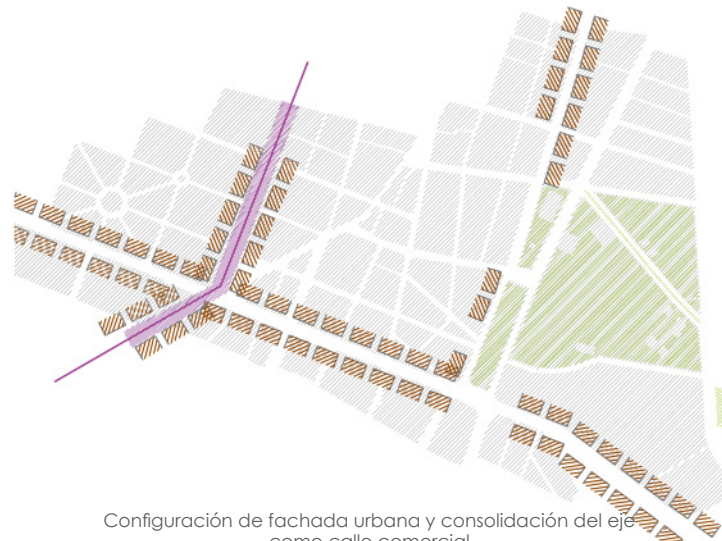 Configuración de fachada urbana y consolidación del eje
como calle comercial